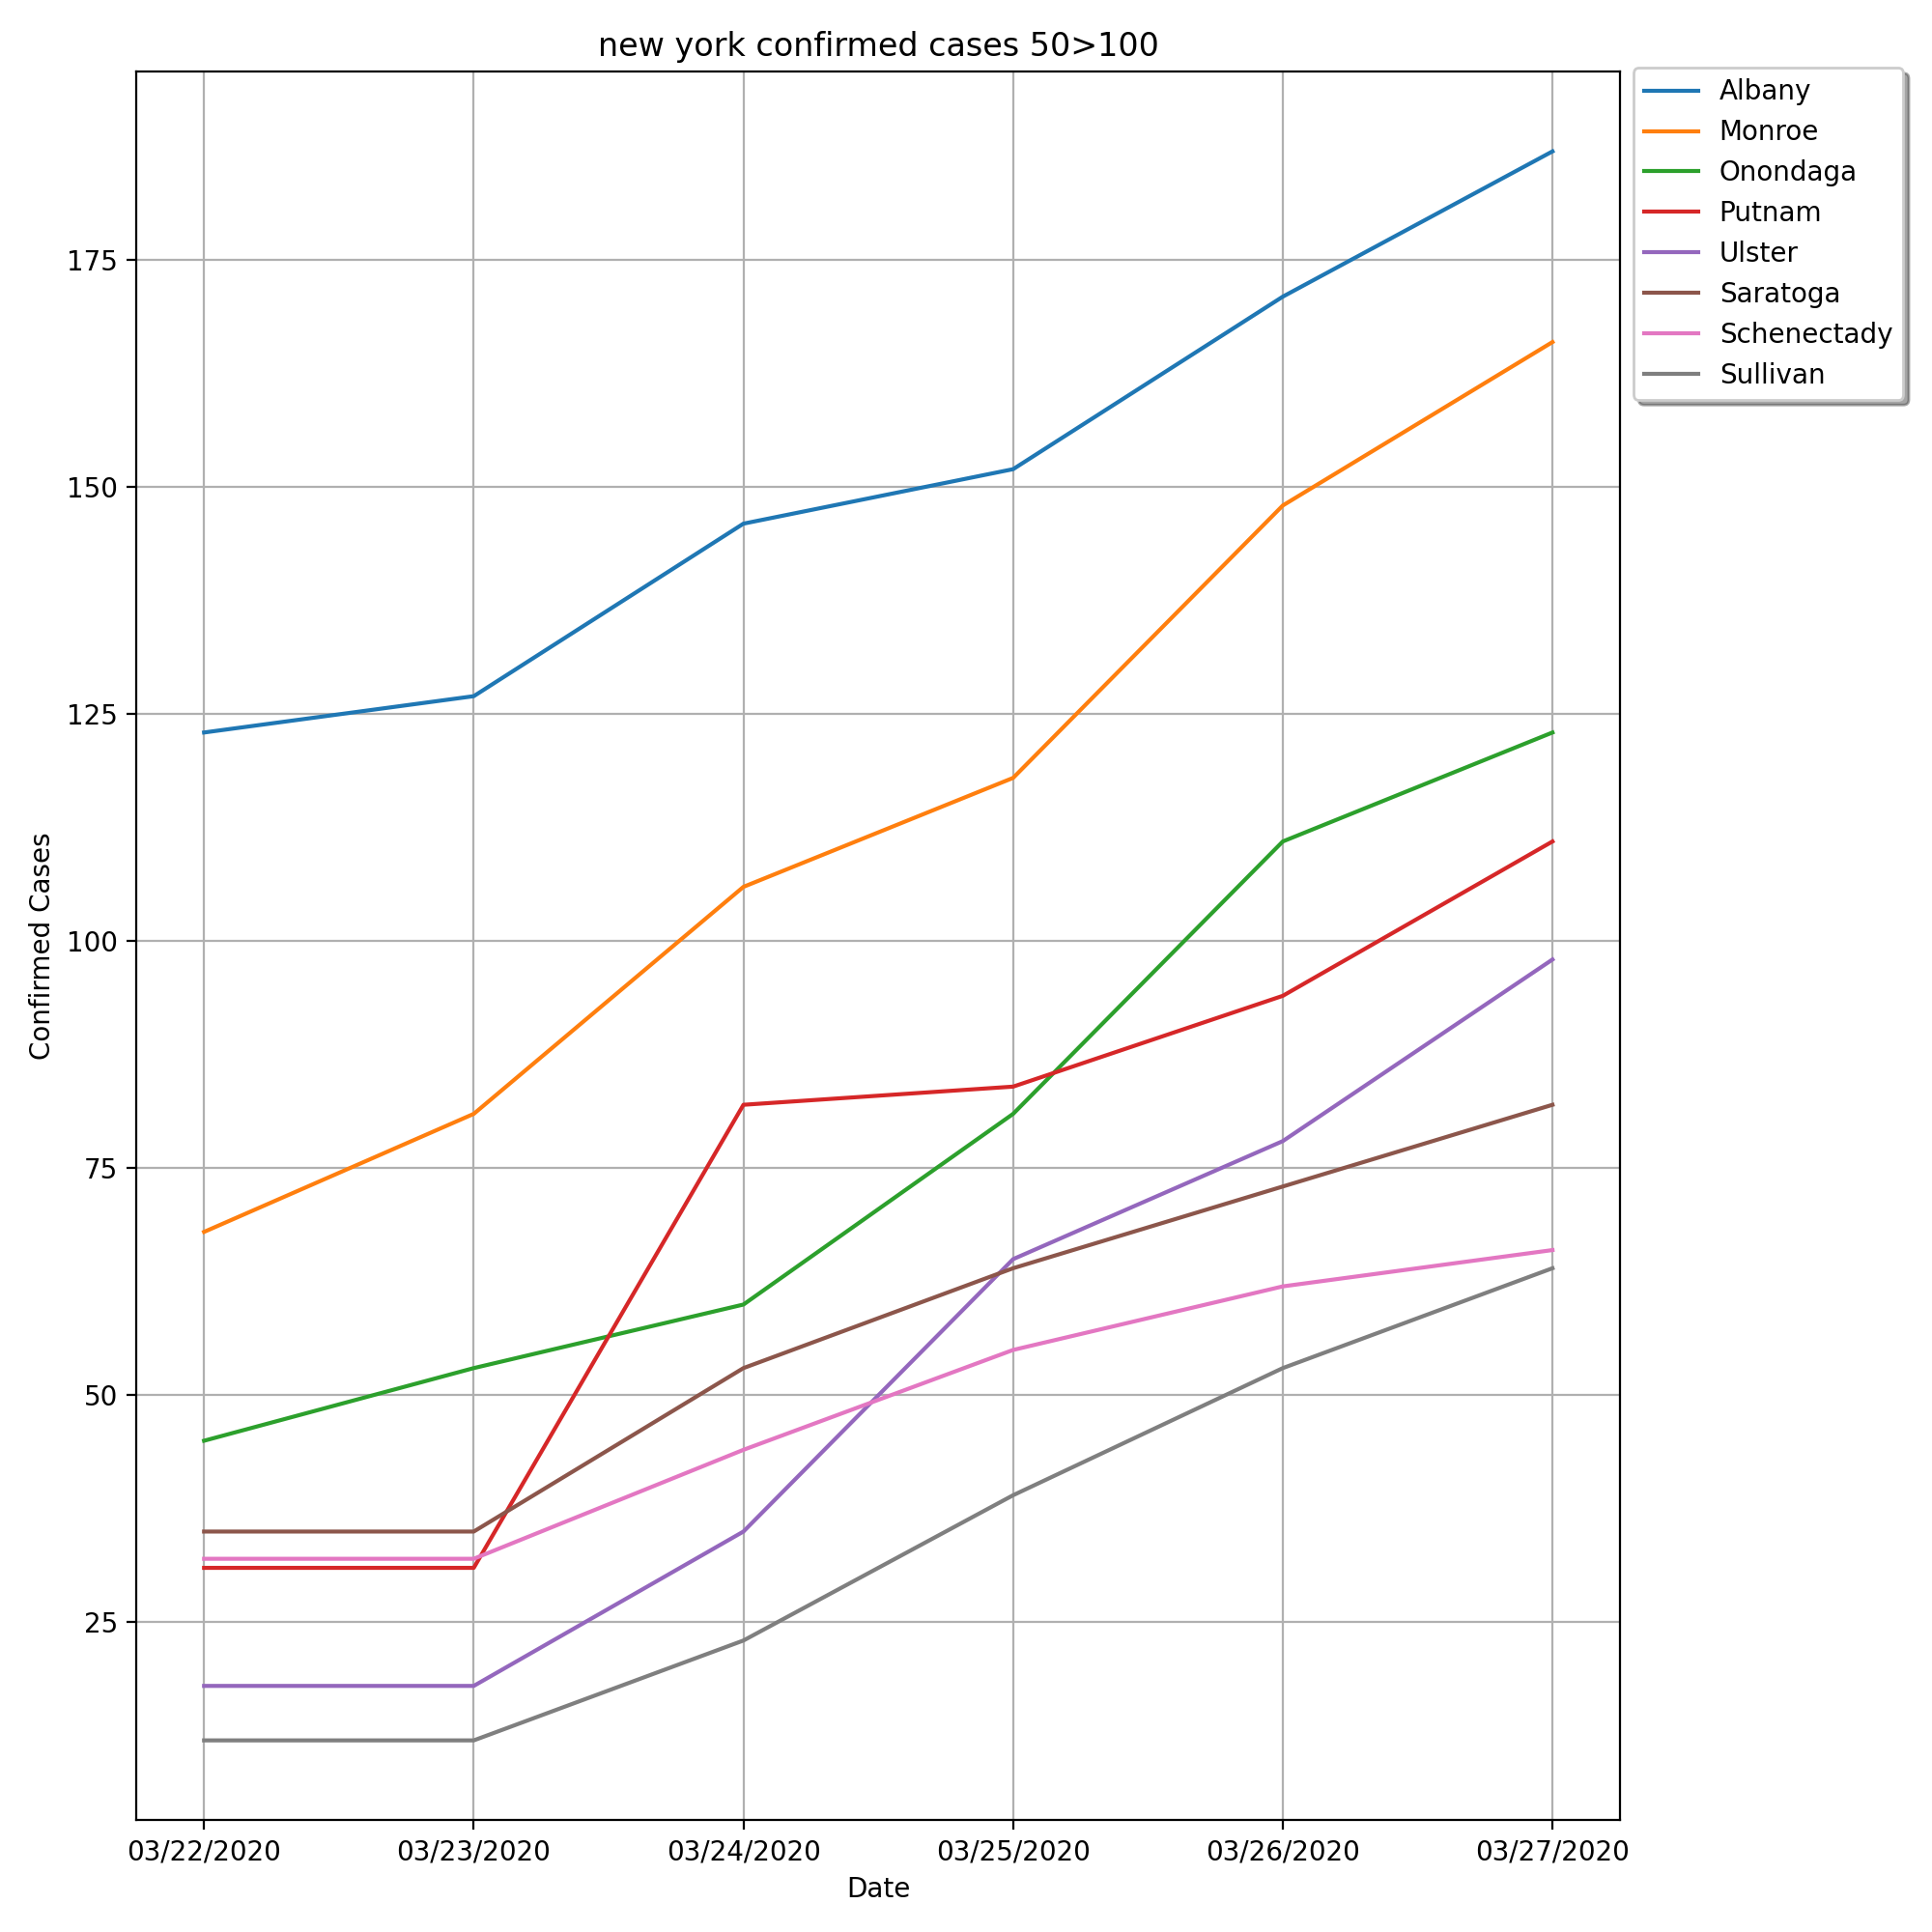 new york confirmed cases 50>100
Albany
Monroe
Onondaga
Putnam
Ulster
Saratoga
Schenectady
Sullivan
175
150
125
100
75
50
25
Confirmed Cases
03/22/2020
03/23/2020
03/24/2020
03/25/2020
03/26/2020
03/27/2020
Date